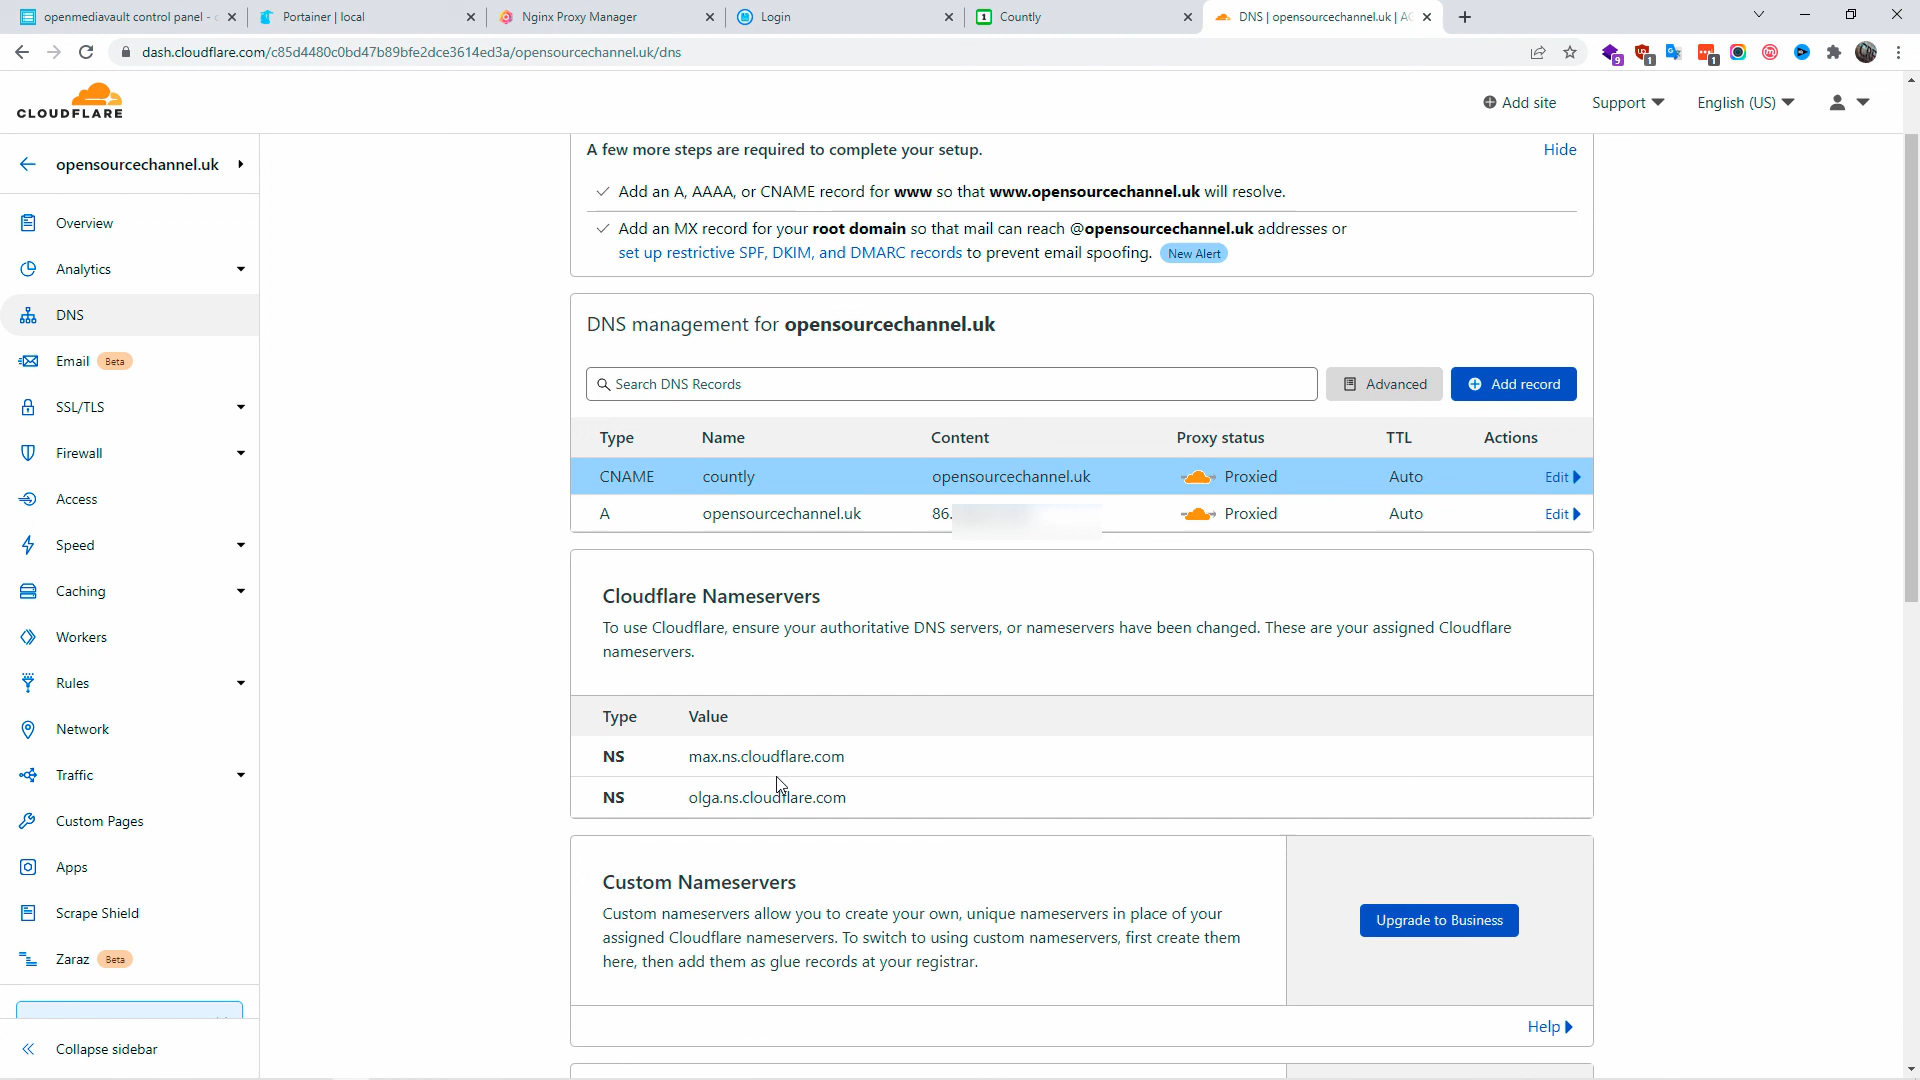 openmediavault control panel -
Portainer | local
Nginx Proxy Manager
Login
1
Countly
DNS | opensourcechannel.uk | AC
dash.cloudflare.com/c85d4480c0bd47b89bfe2dce3614ed3a/opensourcechannel.uk/dns
9
1
1
CLOUDFLARE
Add site
Support
English (US)
opensourcechannel.uk
Overview
Analytics
DNS
Email Beta
SSL/TLS
Firewall
Access
Speed
Caching
Workers
Rules
Network
Traffic
Custom Pages
Apps
Scrape Shield
Zaraz Beta
Collapse sidebar
A few more steps are required to complete your setup.
Hide
Add an A, AAAA, or CNAME record for www so that www.opensourcechannel.uk will resolve.
Add an MX record for your root domain so that mail can reach @opensourcechannel.uk addresses or
set up restrictive SPF, DKIM, and DMARC records to prevent email spoofing. New Alert
DNS management for opensourcechannel.uk
Search DNS Records
Advanced
Add record
Type Name Content Proxy status TTL Actions
CNAME countly opensourcechannel.uk Proxied Auto Edit
A opensourcechannel.uk 86. Proxied Auto Edit
Cloudflare Nameservers
To use Cloudflare, ensure your authoritative DNS servers, or nameservers have been changed. These are your assigned Cloudflare
nameservers.
Type Value
NS max.ns.cloudflare.com
NS olga.ns.cloudflare.com
Custom Nameservers
Custom nameservers allow you to create your own, unique nameservers in place of your
assigned Cloudflare nameservers. To switch to using custom nameservers, first create them
here, then add them as glue records at your registrar.
Upgrade to Business
Help